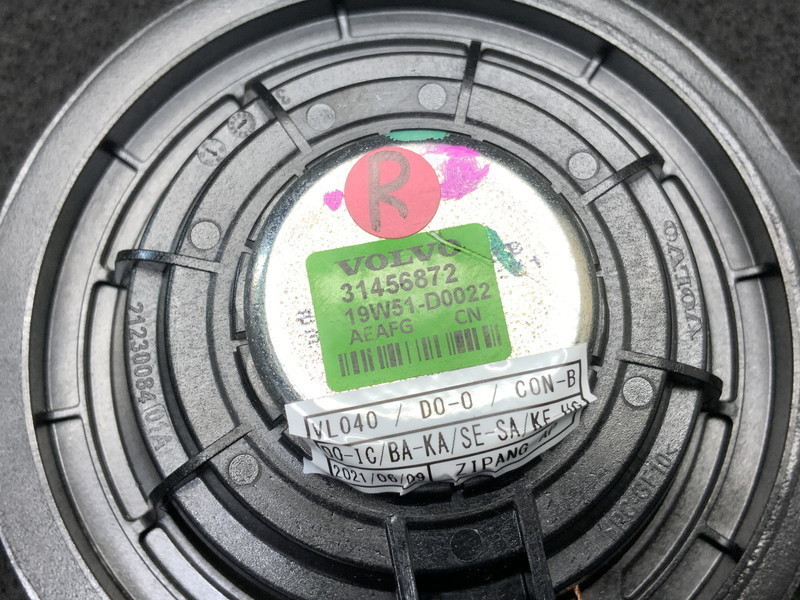 R
VOLVO
31456872
19W51-D0022
AEAFG CN
VL040 / DO-O / CON-B
DO-IC/BA-KA/SE-SA/KE
2021/06/09 ZIPANG
VOLVO